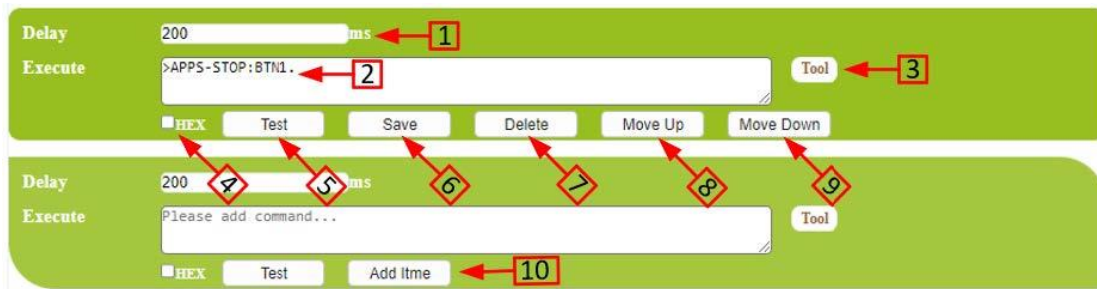 Delay 200 ms 1
Execute >APPS-STOP:BTN1. 2 Tool 3
HEX Test Save Delete Move Up Move Down
4 5 6 7 8 9
Delay 200 ms
Execute Please add command... Tool
HEX Test Add Itme 10